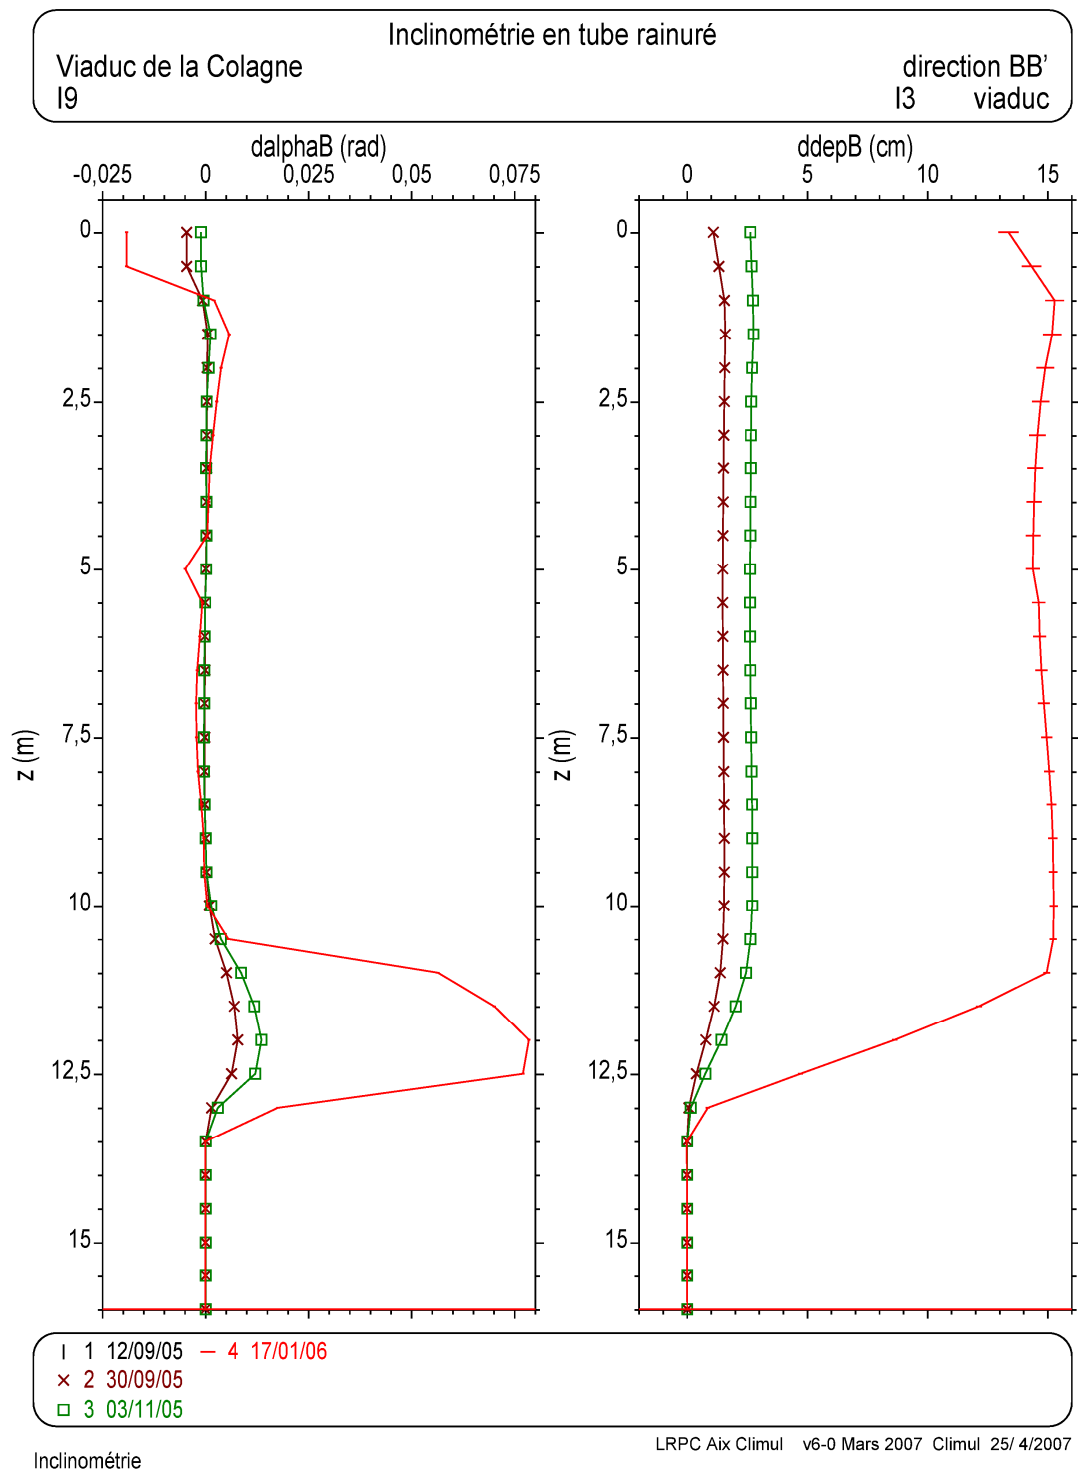 Inclinométrie en tube rainuré
Viaduc de la Colagne direction BB'
I9 I3 viaduc
dalphaB (rad) ddepB (cm)
-0,025 0 0,025 0,05 0,075 0 5 10 15
0 0
2,5 2,5
5 5
7,5 7,5
z (m) z (m)
10 10
12,5 12,5
15 15
1 12/09/05 4 17/01/06
2 30/09/05
3 03/11/05
LRPC Aix Climul v6-0 Mars 2007 Climul 25/ 4/2007
Inclinométrie